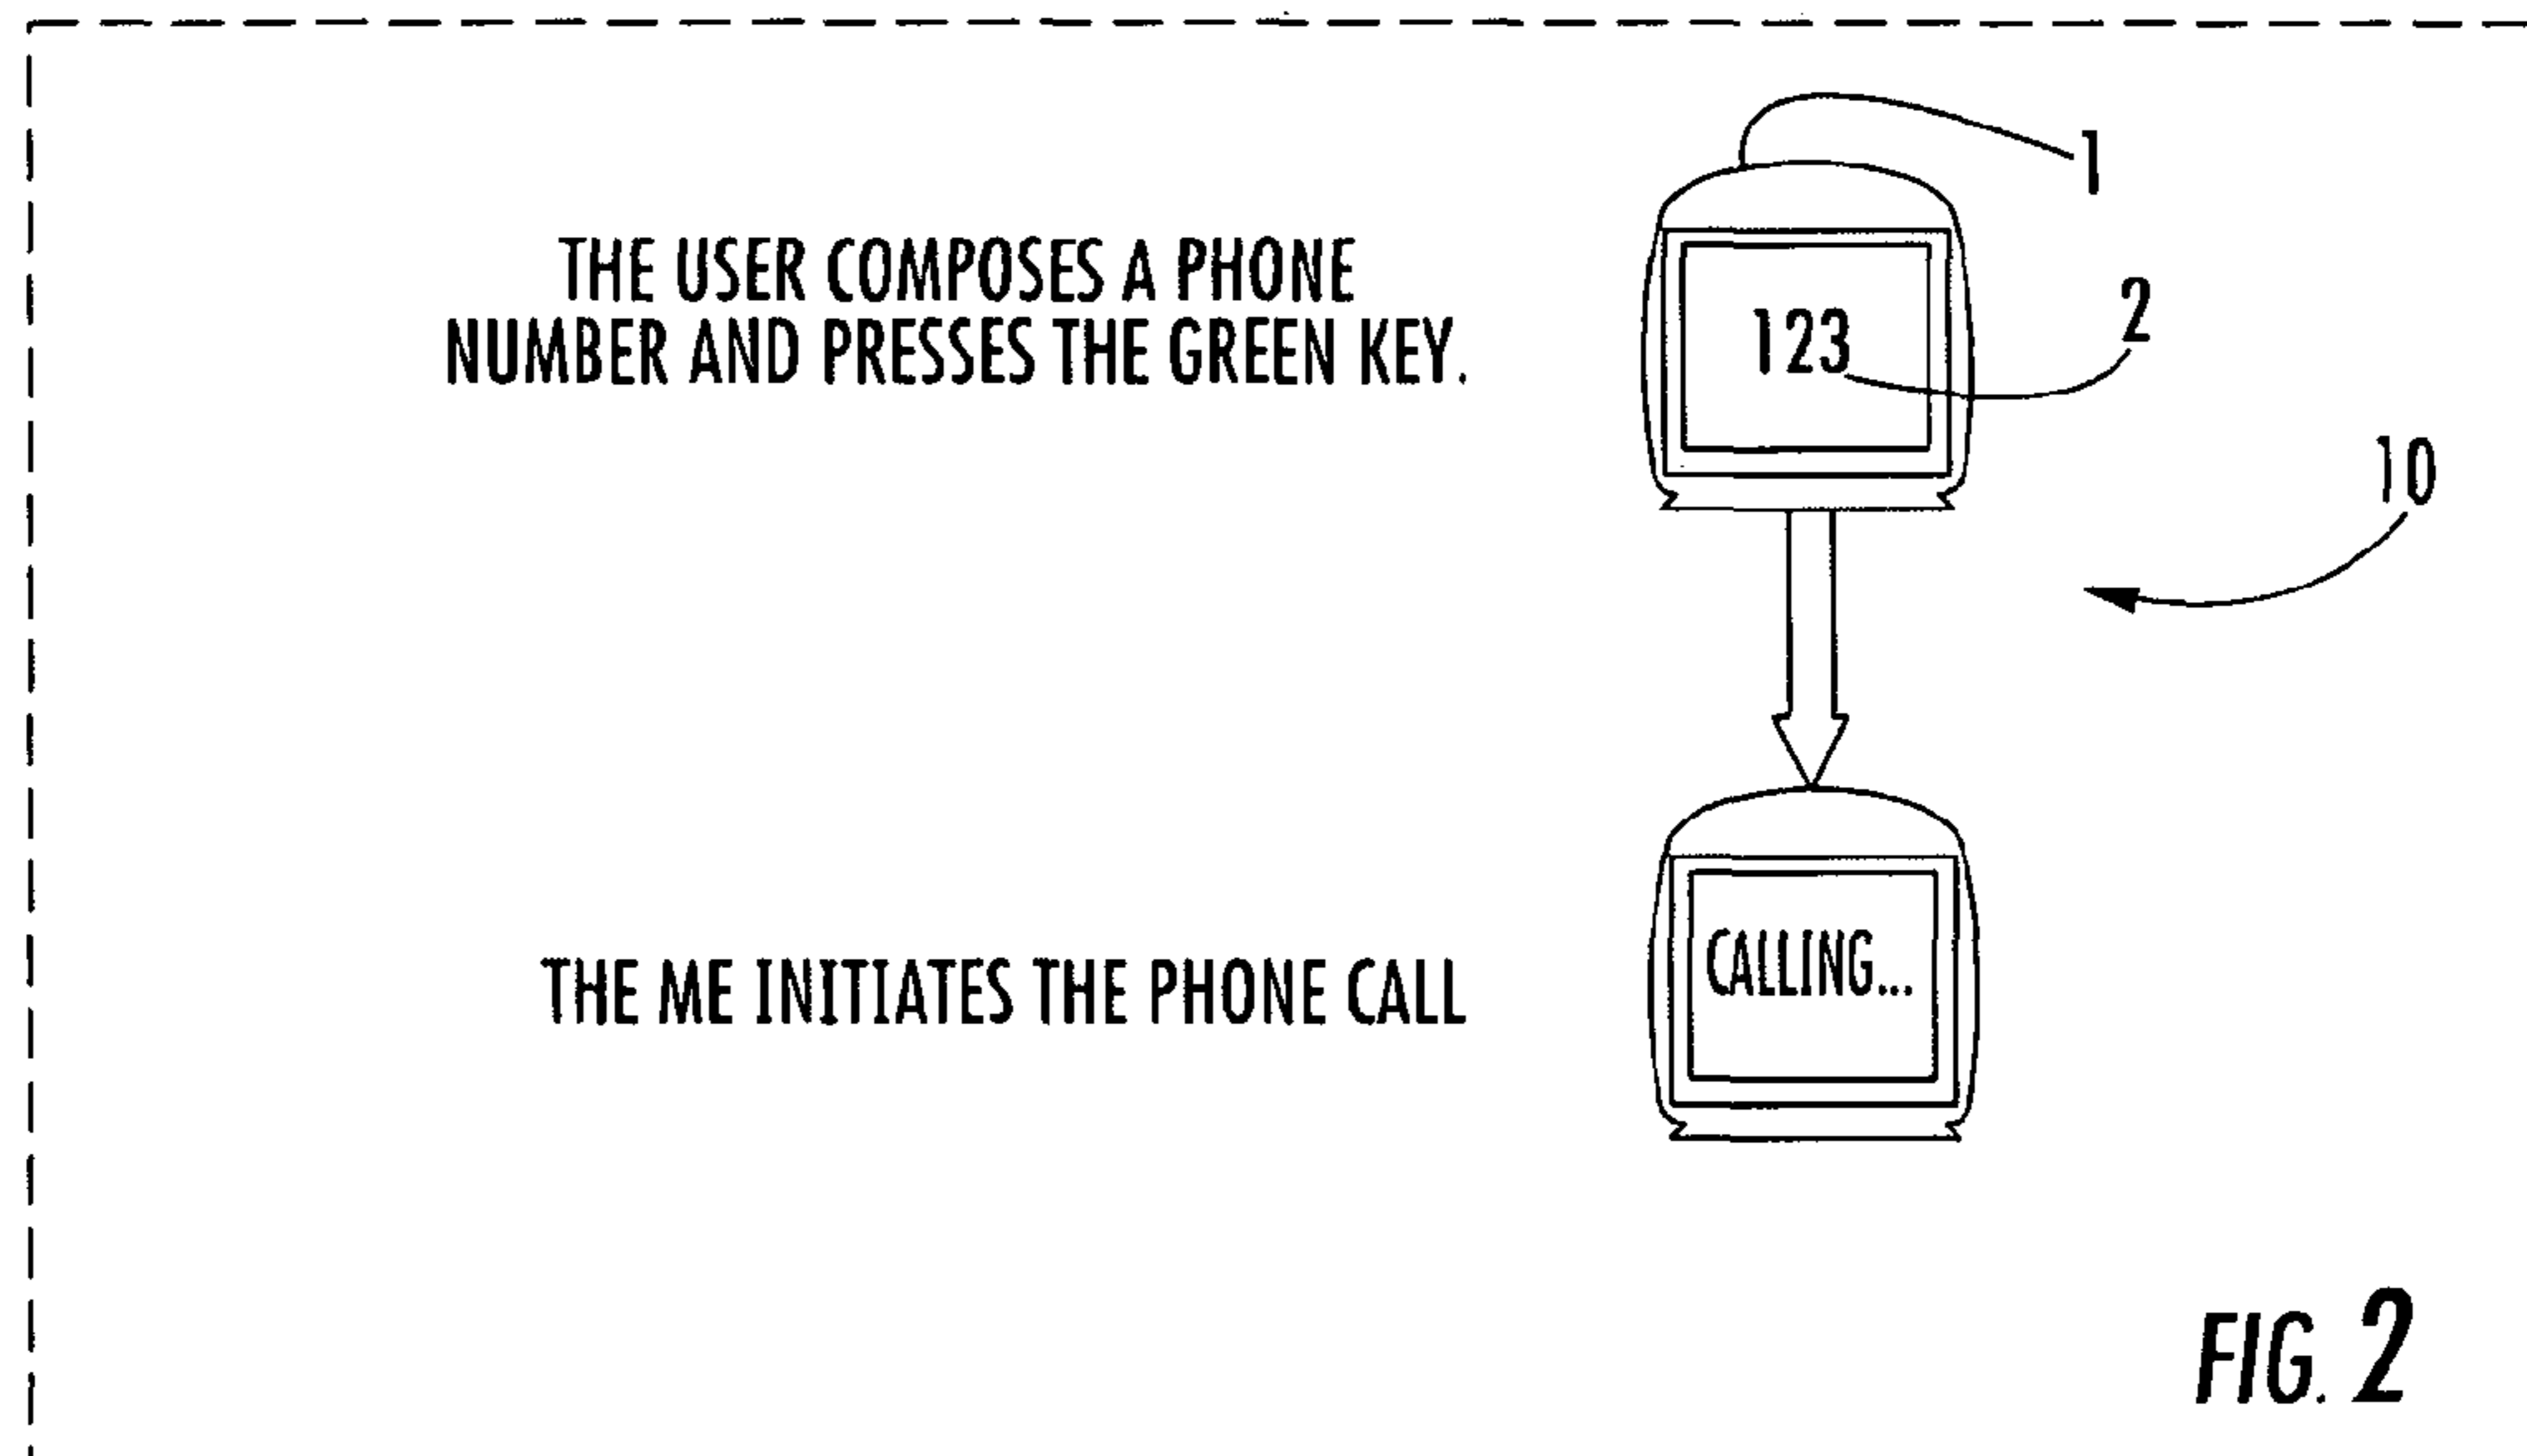 1
THE USER COMPOSES A PHONE
NUMBER AND PRESSES THE GREEN KEY.
123
2
10
THE ME INITIATES THE PHONE CALL
CALLING...
FIG. 2